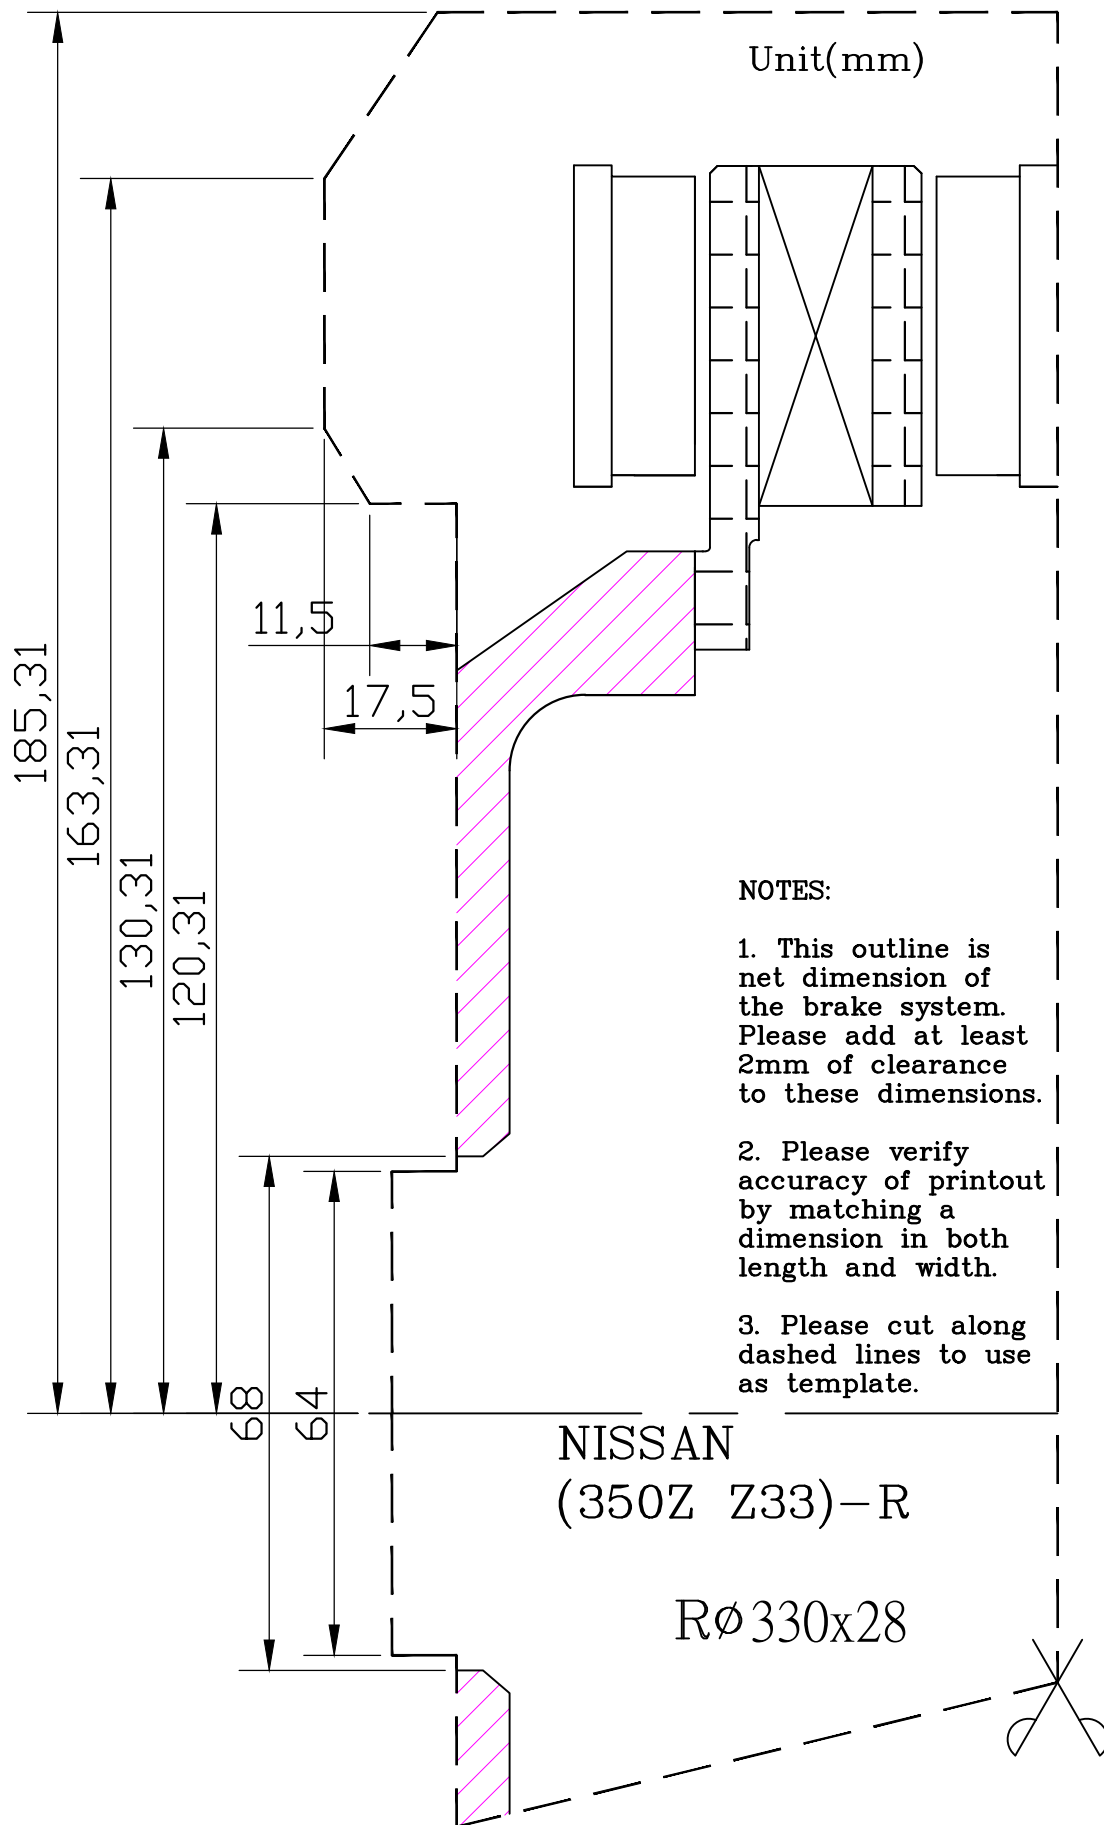 Unit(mm)
11,5
17,5
185,31
163,31
130,31
120,31
NOTES:
1. This outline is
net dimension of
the brake system.
Please add at least
2mm of clearance
to these dimensions.
2. Please verify
accuracy of printout
by matching a
dimension in both
length and width.
3. Please cut along
dashed lines to use
as template.
68
64
NISSAN
(350Z Z33)-R
RØ330x28